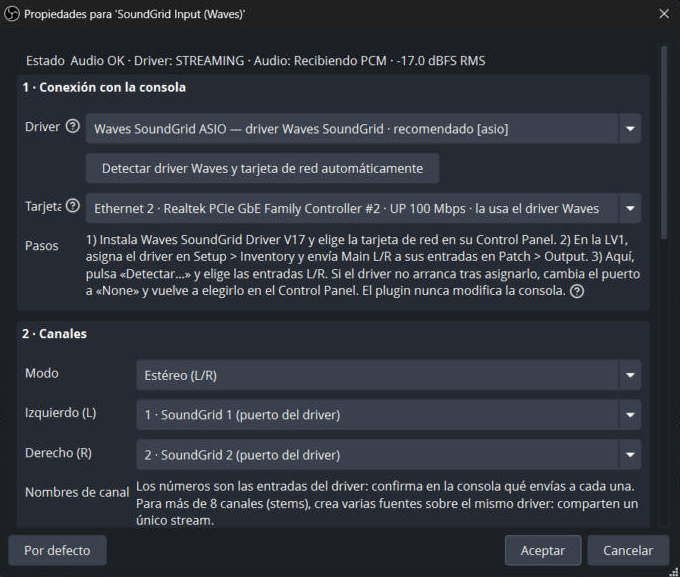 Propiedades para 'SoundGrid Input (Waves)'
Estado Audio OK · Driver: STREAMING · Audio: Recibiendo PCM · -17.0 dBFS RMS
1 · Conexión con la consola
Driver ?
Waves SoundGrid ASIO — driver Waves SoundGrid · recomendado [asio]
Detectar driver Waves y tarjeta de red automáticamente
Tarjeta ?
Ethernet 2 · Realtek PCIe GbE Family Controller #2 · UP 100 Mbps · la usa el driver Waves
Pasos
1) Instala Waves SoundGrid Driver V17 y elige la tarjeta de red en su Control Panel. 2) En la LV1,
asigna el driver en Setup > Inventory y envía Main L/R a sus entradas en Patch > Output. 3) Aquí,
pulsa «Detectar...» y elige las entradas L/R. Si el driver no arranca tras asignarlo, cambia el puerto
a «None» y vuelve a elegirlo en el Control Panel. El plugin nunca modifica la consola. ?
2 · Canales
Modo
Estéreo (L/R)
Izquierdo (L)
1 · SoundGrid 1 (puerto del driver)
Derecho (R)
2 · SoundGrid 2 (puerto del driver)
Nombres de canal
Los números son las entradas del driver: confirma en la consola qué envías a cada una.
Para más de 8 canales (stems), crea varias fuentes sobre el mismo driver: comparten un
único stream.
Por defecto
Aceptar
Cancelar